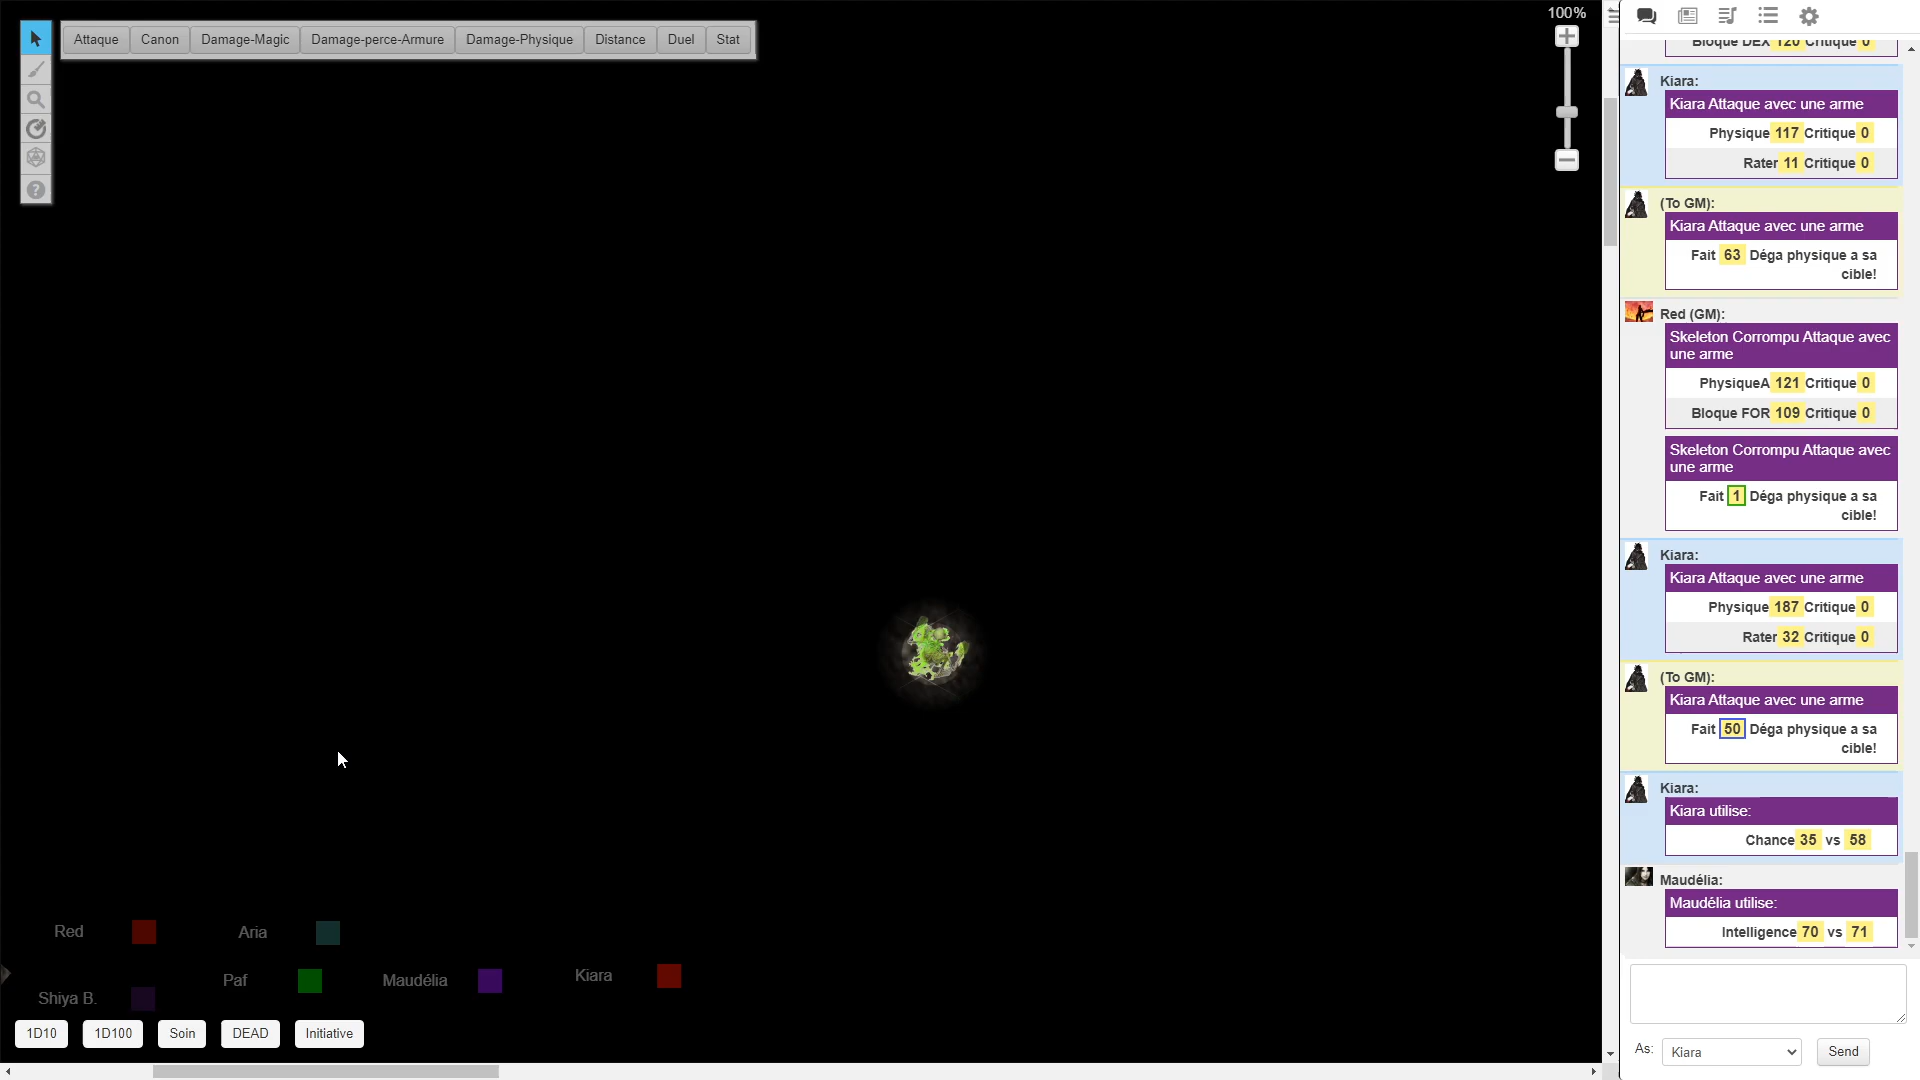 Attaque Canon Damage-Magic Damage-perce-Armure Damage-Physique Distance Duel Stat
100%
Bloque DEX 120 Critique 0
Kiara:
Kiara Attaque avec une arme
Physique 117 Critique 0
Rater 11 Critique 0
(To GM):
Kiara Attaque avec une arme
Fait 63 Déga physique a sa
cible!
Red (GM):
Skeleton Corrompu Attaque avec
une arme
PhysiqueA 121 Critique 0
Bloque FOR 109 Critique 0
Skeleton Corrompu Attaque avec
une arme
Fait 1 Déga physique a sa
cible!
Kiara:
Kiara Attaque avec une arme
Physique 187 Critique 0
Rater 32 Critique 0
(To GM):
Kiara Attaque avec une arme
Fait 50 Déga physique a sa
cible!
Kiara:
Kiara utilise:
Chance 35 vs 58
Maudélia:
Maudélia utilise:
Intelligence 70 vs 71
Red Aria
Paf Maudélia Kiara
Shiya B.
1D10 1D100 Soin DEAD Initiative
As: Kiara Send